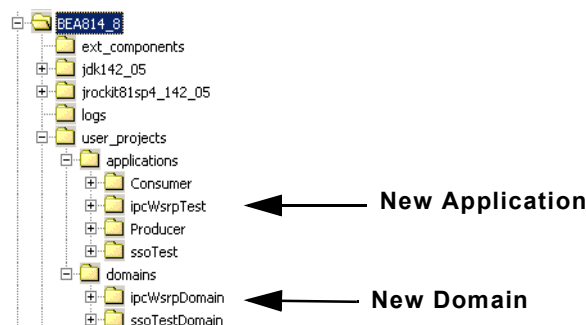 BEA814_8
ext_components
jdk142_05
jrockit81sp4_142_05
logs
user_projects
applications
Consumer
ipcWsrpTest New Application
Producer
ssoTest
domains
ipcWsrpDomain New Domain
ssoTestDomain